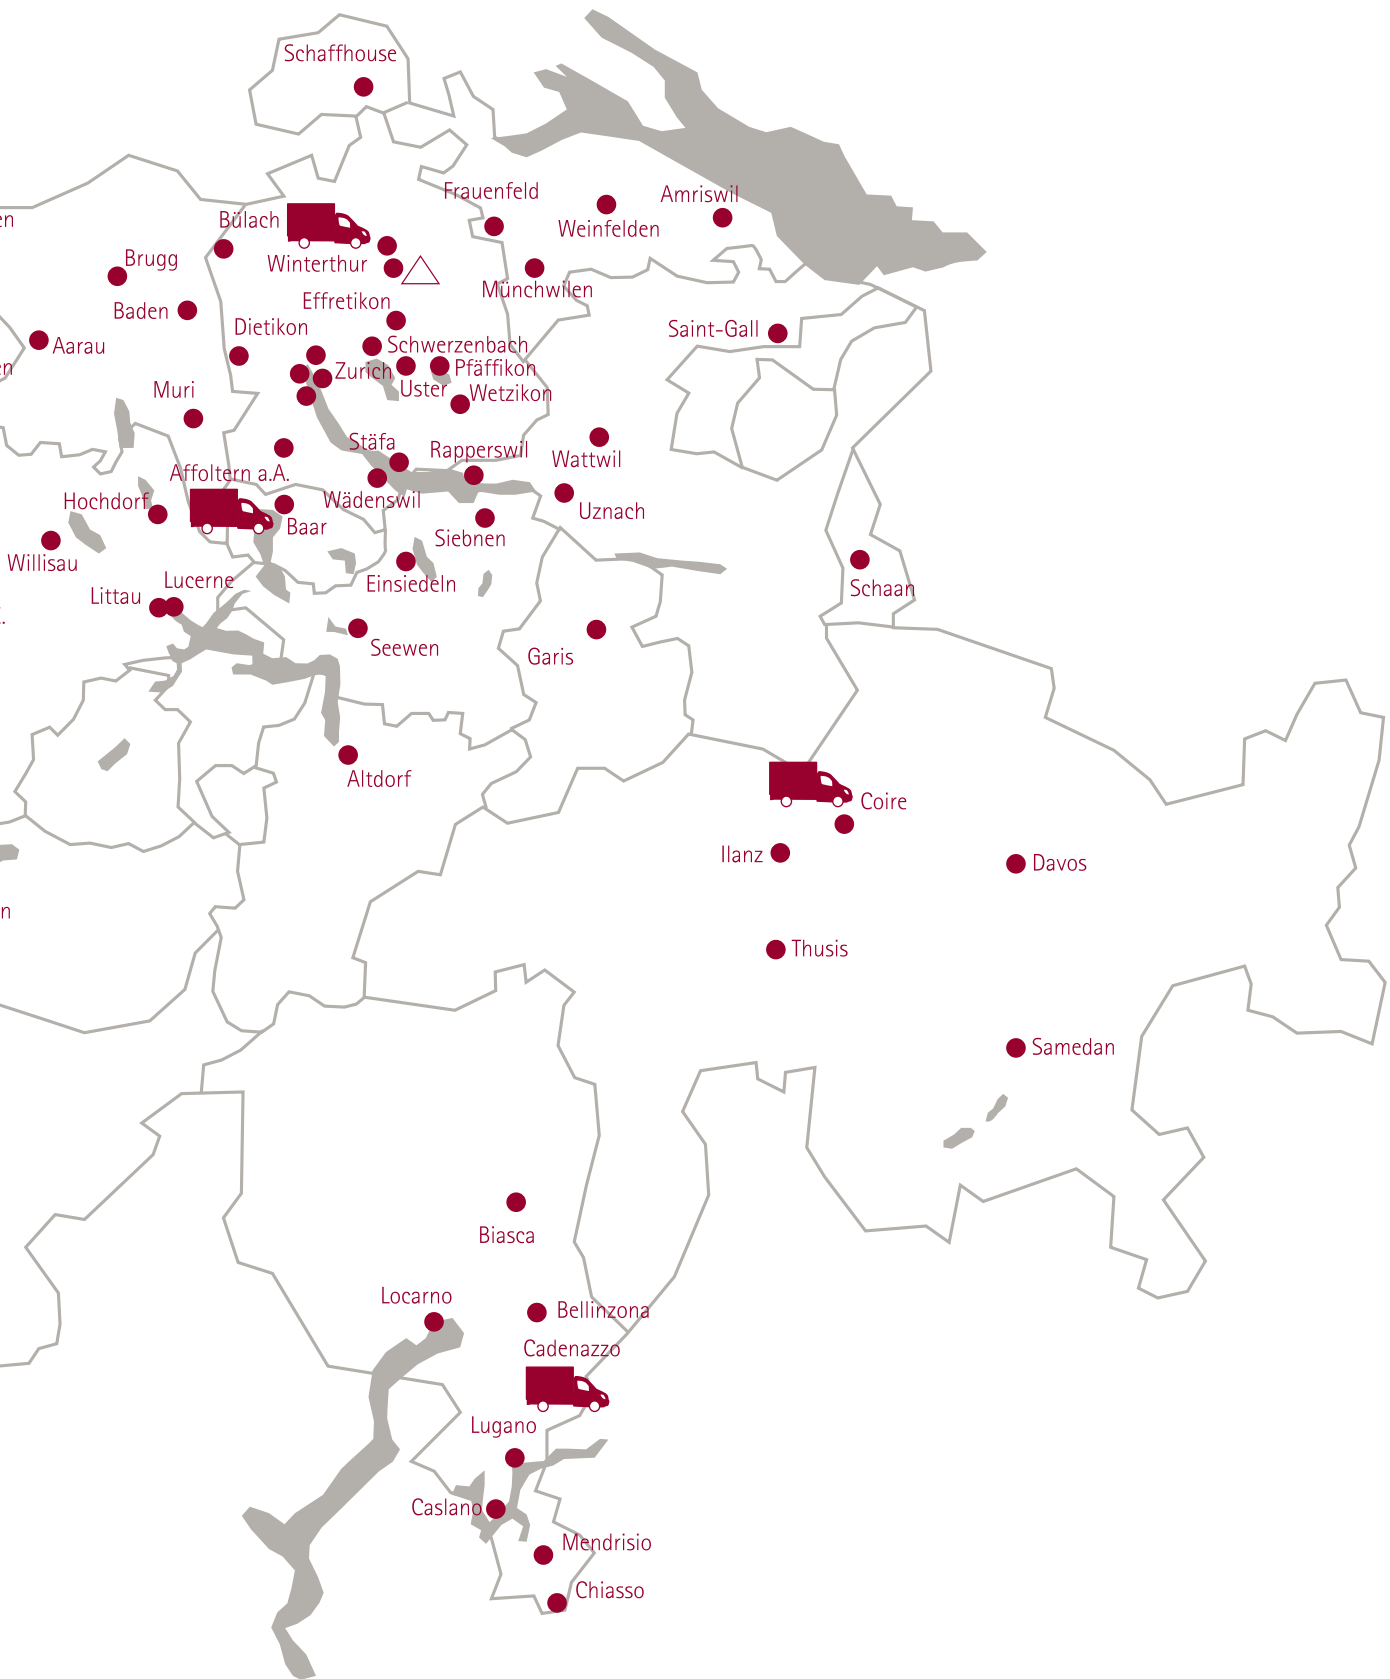 Schaffhouse
Frauenfeld
Amriswil
en
Bülach
Weinfelden
Brugg
Winterthur
Münchwilen
Effretikon
Baden
Dietikon
Saint-Gall
Aarau
Schwerzenbach
en
Zurich
Pfäffikon
Muri
Uster
Wetzikon
Stäfa
Rapperswil
Wattwil
Affoltern a.A.
Hochdorf
Wädenswil
Uznach
Baar
Siebnen
Willisau
Lucerne
Einsiedeln
Schaan
Littau
Seewen
Garis
Altdorf
Coire
Ilanz
Davos
n
Thusis
Samedan
Biasca
Locarno
Bellinzona
Cadenazzo
Lugano
Caslano
Mendrisio
Chiasso